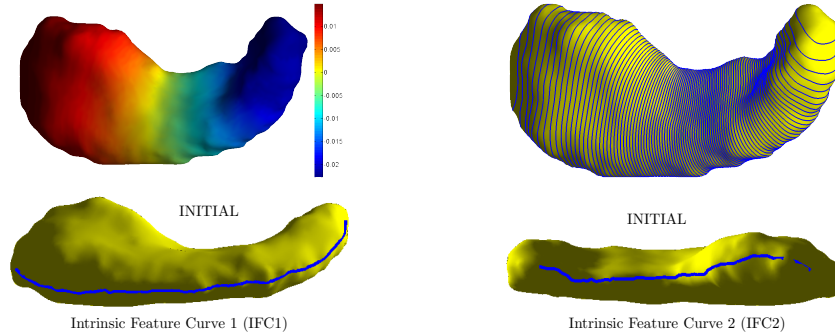 0.01
0.005
0
0.005
0.01
0.015
0.02
INITIAL
INITIAL
Intrinsic Feature Curve 1 (IFC1)
Intrinsic Feature Curve 2 (IFC2)